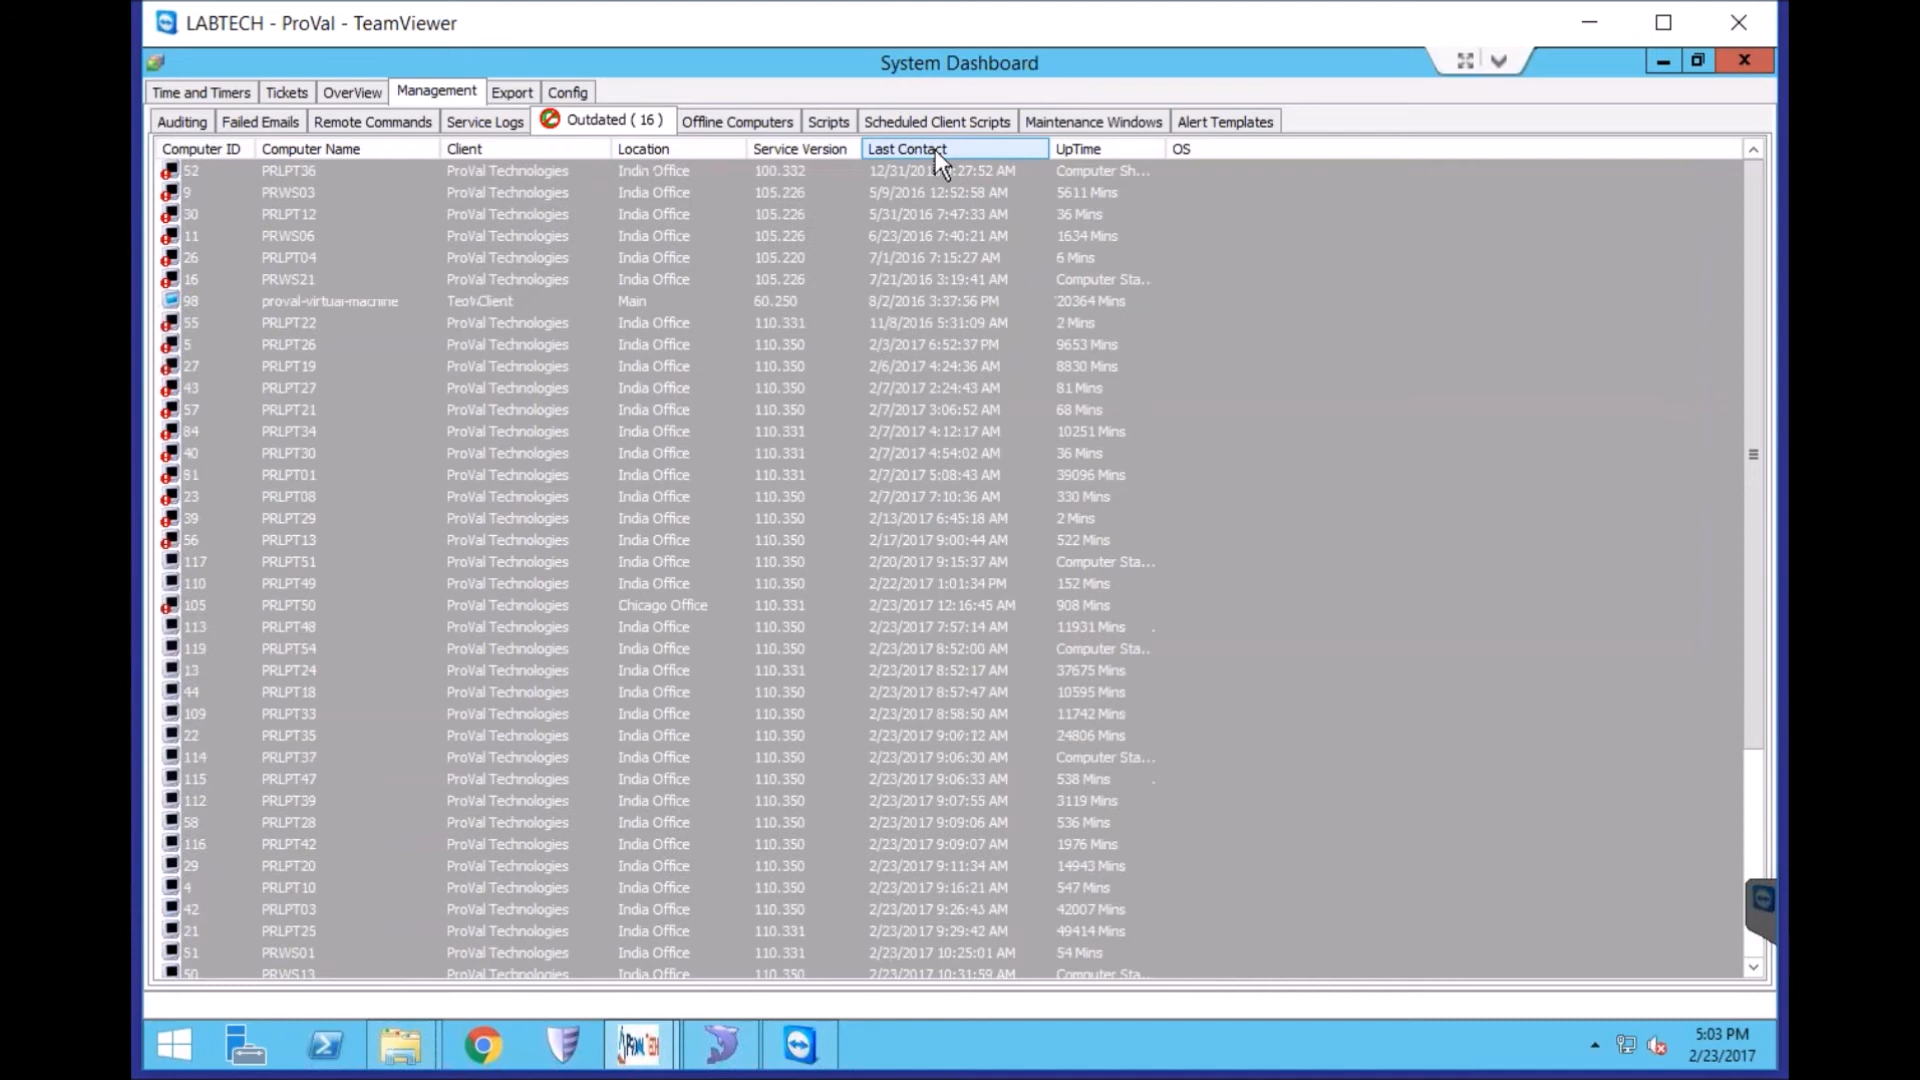 LABTECH - ProVal - TeamViewer
System Dashboard
Time and Timers Tickets OverView Management Export Config
Auditing Failed Emails Remote Commands Service Logs Outdated ( 16 ) Offline Computers Scripts Scheduled Client Scripts Maintenance Windows Alert Templates
Computer ID Computer Name Client Location Service Version Last Contact UpTime OS
52 PRLPT36 ProVal Technologies Office 100.332 AM Computer Sh...
9 PRWS03 ProVal Technologies India Office 105.226 5/9/2016 12:52:58 AM 5611 Mins
30 PRLPT12 ProVal Technologies India Office 105.226 5/31/2016 7:47:33 AM 36 Mins
11 PRWS06 ProVal Technologies India Office 105.226 6/23/2016 7:40:21 AM 1634 Mins
26 PRLPT04 ProVal Technologies India Office 105.220 7/1/2016 7:15:27 AM 6 Mins
16 PRWS21 ProVal Technologies India Office 105.226 7/21/2016 3:19:41 AM Computer Sta...
98 proval-virtual-machine Client Main 60.250 8/2/2016 3:37:56 PM 20364 Mins
55 PRLPT22 ProVal Technologies India Office 110.331 11/8/2016 5:31:09 AM 2 Mins
5 PRLPT26 ProVal Technologies India Office 110.350 2/3/2017 6:52:37 PM 9653 Mins
27 PRLPT19 ProVal Technologies India Office 110.350 2/6/2017 4:24:36 AM 8830 Mins
43 PRLPT27 ProVal Technologies India Office 110.350 2/7/2017 2:24:43 AM 81 Mins
57 PRLPT21 ProVal Technologies India Office 110.350 2/7/2017 3:06:52 AM 68 Mins
84 PRLPT34 ProVal Technologies India Office 110.331 2/7/2017 4:12:17 AM 10251 Mins
40 PRLPT30 ProVal Technologies India Office 110.331 2/7/2017 4:54:02 AM 36 Mins
81 PRLPT01 ProVal Technologies India Office 110.331 2/7/2017 5:08:43 AM 39096 Mins
23 PRLPT08 ProVal Technologies India Office 110.350 2/7/2017 7:10:36 AM 330 Mins
39 PRLPT29 ProVal Technologies India Office 110.350 2/13/2017 6:45:18 AM 2 Mins
56 PRLPT13 ProVal Technologies India Office 110.350 2/17/2017 9:00:44 AM 522 Mins
117 PRLPT51 ProVal Technologies India Office 110.350 2/20/2017 9:15:37 AM Computer Sta...
110 PRLPT49 ProVal Technologies India Office 110.350 2/22/2017 1:01:34 PM 152 Mins
105 PRLPT50 ProVal Technologies Chicago Office 110.331 2/23/2017 12:16:45 AM 908 Mins
113 PRLPT48 ProVal Technologies India Office 110.350 2/23/2017 7:57:14 AM 11931 Mins
119 PRLPT54 ProVal Technologies India Office 110.350 2/23/2017 8:52:00 AM Computer Sta...
13 PRLPT24 ProVal Technologies India Office 110.331 2/23/2017 8:52:17 AM 37675 Mins
44 PRLPT18 ProVal Technologies India Office 110.350 2/23/2017 8:57:47 AM 10595 Mins
109 PRLPT33 ProVal Technologies India Office 110.350 2/23/2017 8:58:50 AM 11742 Mins
22 PRLPT35 ProVal Technologies India Office 110.350 2/23/2017 AM 24806 Mins
114 PRLPT37 ProVal Technologies India Office 110.350 2/23/2017 9:06:30 AM Computer Sta...
115 PRLPT47 ProVal Technologies India Office 110.350 2/23/2017 9:06:33 AM 538 Mins
112 PRLPT39 ProVal Technologies India Office 110.350 2/23/2017 9:07:55 AM 3119 Mins
58 PRLPT28 ProVal Technologies India Office 110.350 2/23/2017 9:09:06 AM 536 Mins
116 PRLPT42 ProVal Technologies India Office 110.350 2/23/2017 9:09:07 AM 1976 Mins
29 PRLPT20 ProVal Technologies India Office 110.350 2/23/2017 9:11:34 AM 14943 Mins
4 PRLPT10 ProVal Technologies India Office 110.350 2/23/2017 9:16:21 AM 547 Mins
42 PRLPT03 ProVal Technologies India Office 110.350 2/23/2017 9:26:43 AM 42007 Mins
21 PRLPT25 ProVal Technologies India Office 110.331 2/23/2017 9:29:42 AM 49414 Mins
51 PRWS01 ProVal Technologies India Office 110.331 2/23/2017 10:25:01 AM 54 Mins
50 PRWS13 ProVal Technologies India Office 110.350 2/23/2017 10:31:59 AM Computer Sta...
5:03 PM
2/23/2017